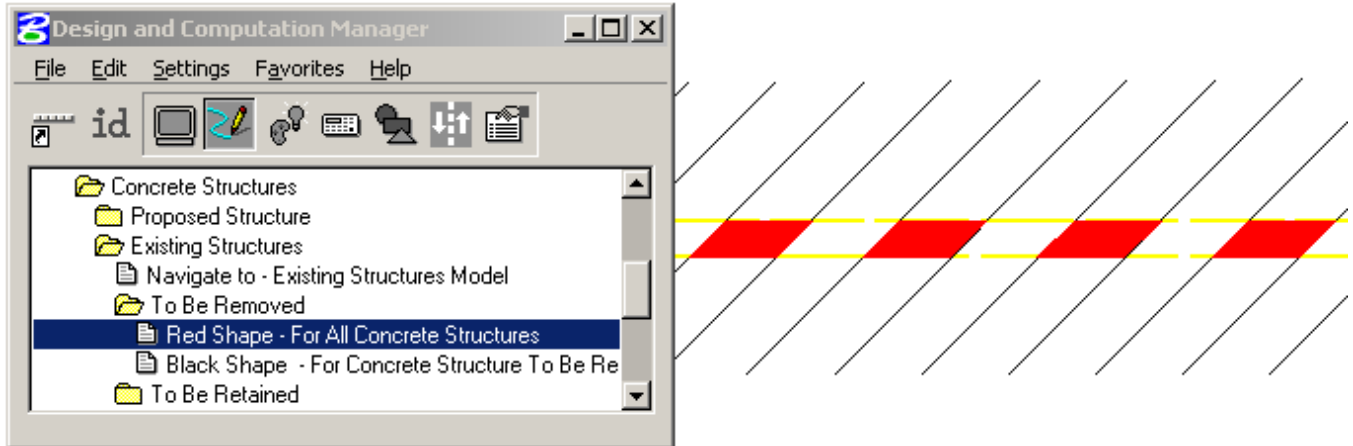 Design and Computation Manager
File Edit Settings Favorites Help
id
Concrete Structures
Proposed Structure
Existing Structures
Navigate to - Existing Structures Model
To Be Removed
Red Shape - For All Concrete Structures
Black Shape - For Concrete Structure To Be Re
To Be Retained